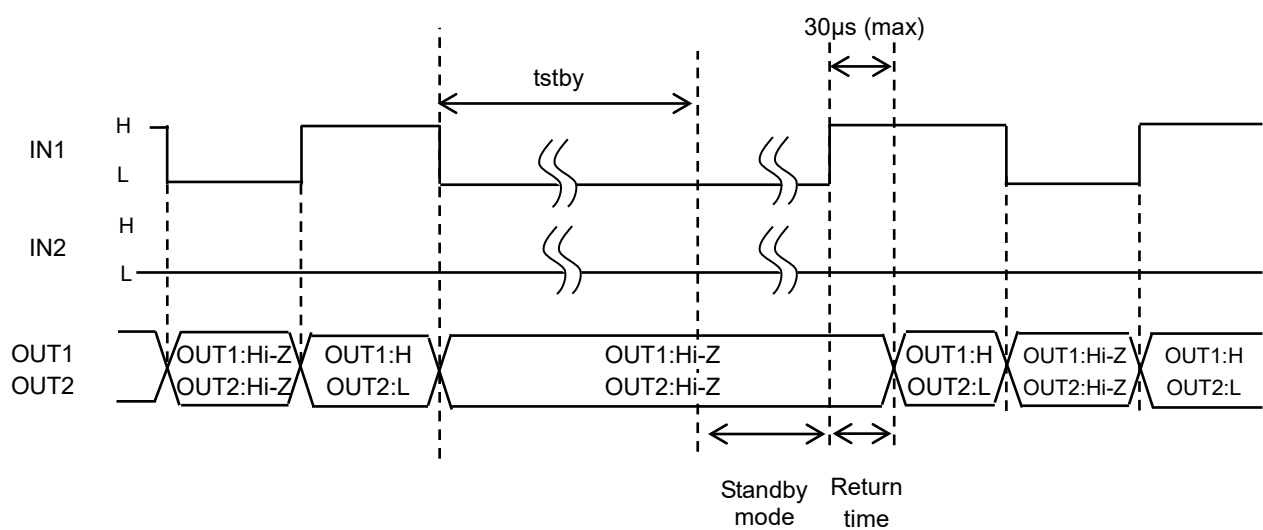 30µs (max)
tstby
H
IN1
L
H
IN2
L
OUT1
OUT2
OUT1:Hi-Z
OUT2:Hi-Z
OUT1:H
OUT2:L
OUT1:Hi-Z
OUT2:Hi-Z
OUT1:H
OUT2:L
OUT1:Hi-Z
OUT2:Hi-Z
OUT1:H
OUT2:L
Standby
mode
Return
time